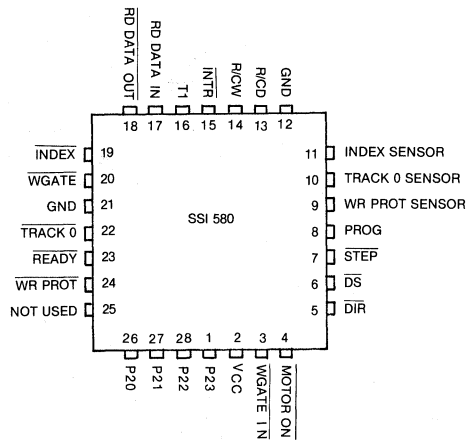 RD DATA OUT
RD DATA IN
T1
INTR
R/CW
R/CD
GND
18 17 16 15 14 13 12
INDEX 19
WGATE 20
GND 21
TRACK 0 22
READY 23
WR PROT 24
NOT USED 25
SSI 580
11 INDEX SENSOR
10 TRACK 0 SENSOR
9 WR PROT SENSOR
8 PROG
7 STEP
6 DS
5 DIR
26 27 28 1 2 3 4
P20
P21
P22
P23
VCC
WGATE IN
MOTOR ON